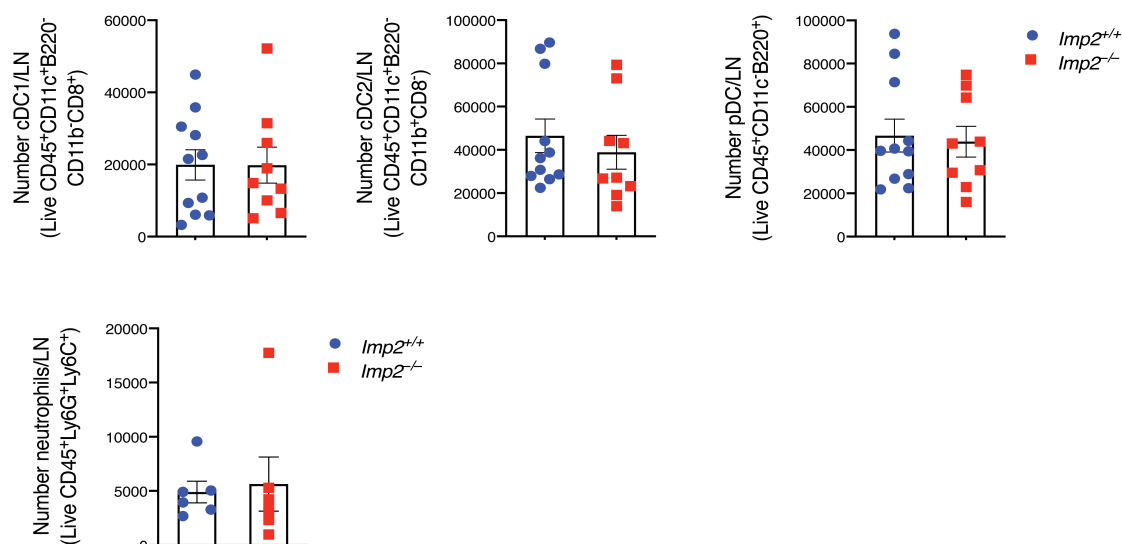 Number cDC1/LN
(Live CD45⁺CD11c⁺B220⁻
CD11b⁻CD8⁺)
60000
40000
20000
0
Number cDC2/LN
(Live CD45⁺CD11c⁺B220⁻
CD11b⁺CD8⁻)
100000
80000
60000
40000
20000
0
Number pDC/LN
(Live CD45⁺CD11c⁻B220⁺)
100000
80000
60000
40000
20000
0
Imp2⁺/⁺
Imp2⁻/⁻
Number neutrophils/LN
(Live CD45⁺Ly6G⁺Ly6C⁺)
20000
15000
10000
5000
0
Imp2⁺/⁺
Imp2⁻/⁻